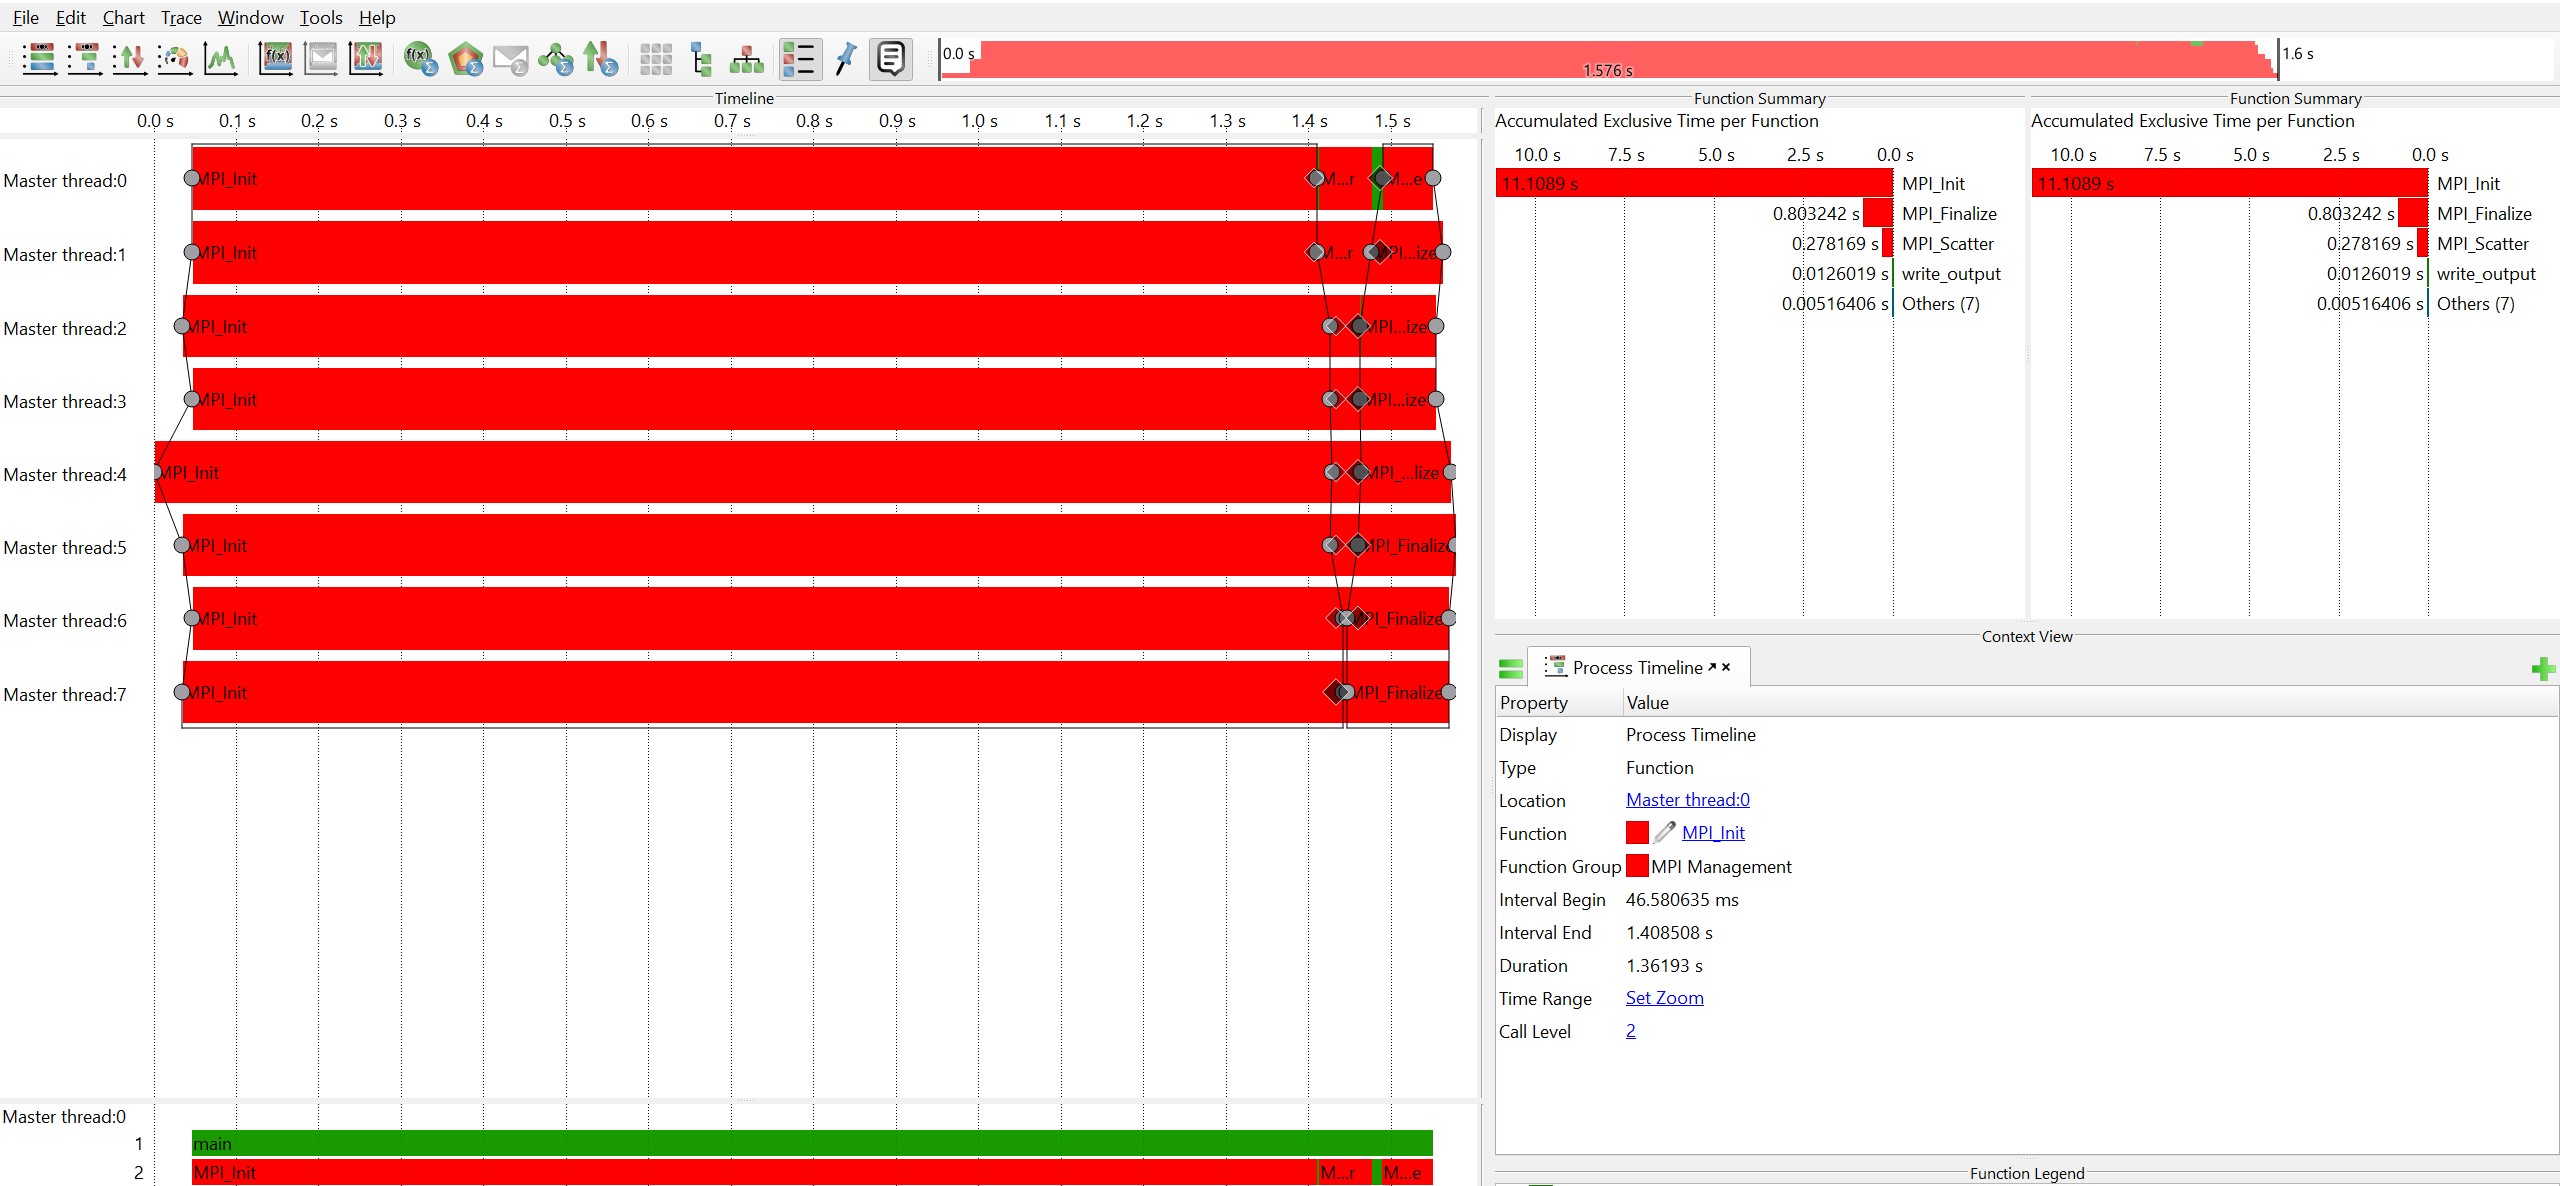 File Edit Chart Trace Window Tools Help
0.0 s 1.576 s 1.6 s
Timeline
0.0 s 0.1 s 0.2 s 0.3 s 0.4 s 0.5 s 0.6 s 0.7 s 0.8 s 0.9 s 1.0 s 1.1 s 1.2 s 1.3 s 1.4 s 1.5 s
Master thread:0 MPI_Init M...r M...e
Master thread:1 MPI_Init M...r MPI...ize
Master thread:2 MPI_Init MPI...ize
Master thread:3 MPI_Init MPI...ize
Master thread:4 MPI_Init MPI_...lize
Master thread:5 MPI_Init MPI_Finalize
Master thread:6 MPI_Init MPI_Finalize
Master thread:7 MPI_Init MPI_Finalize
Master thread:0
1 main
2 MPI_Init M...r M...e
Function Summary
Accumulated Exclusive Time per Function
10.0 s 7.5 s 5.0 s 2.5 s 0.0 s
11.1089 s MPI_Init
0.803242 s MPI_Finalize
0.278169 s MPI_Scatter
0.0126019 s write_output
0.00516406 s Others (7)
Function Summary
Accumulated Exclusive Time per Function
10.0 s 7.5 s 5.0 s 2.5 s 0.0 s
11.1089 s MPI_Init
0.803242 s MPI_Finalize
0.278169 s MPI_Scatter
0.0126019 s write_output
0.00516406 s Others (7)
Context View
Process Timeline
Property Value
Display Process Timeline
Type Function
Location Master thread:0
Function MPI_Init
Function Group MPI Management
Interval Begin 46.580635 ms
Interval End 1.408508 s
Duration 1.36193 s
Time Range Set Zoom
Call Level 2
Function Legend